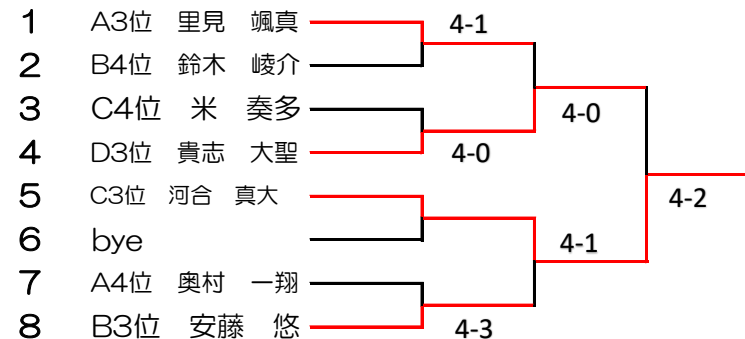 1 A3位 里見 颯真 4-1
2 B4位 鈴木 崚介
3 C4位 米 奏多 4-0
4 D3位 貴志 大聖 4-0
5 C3位 河合 真大 4-2
6 bye 4-1
7 A4位 奥村 一翔
8 B3位 安藤 悠 4-3